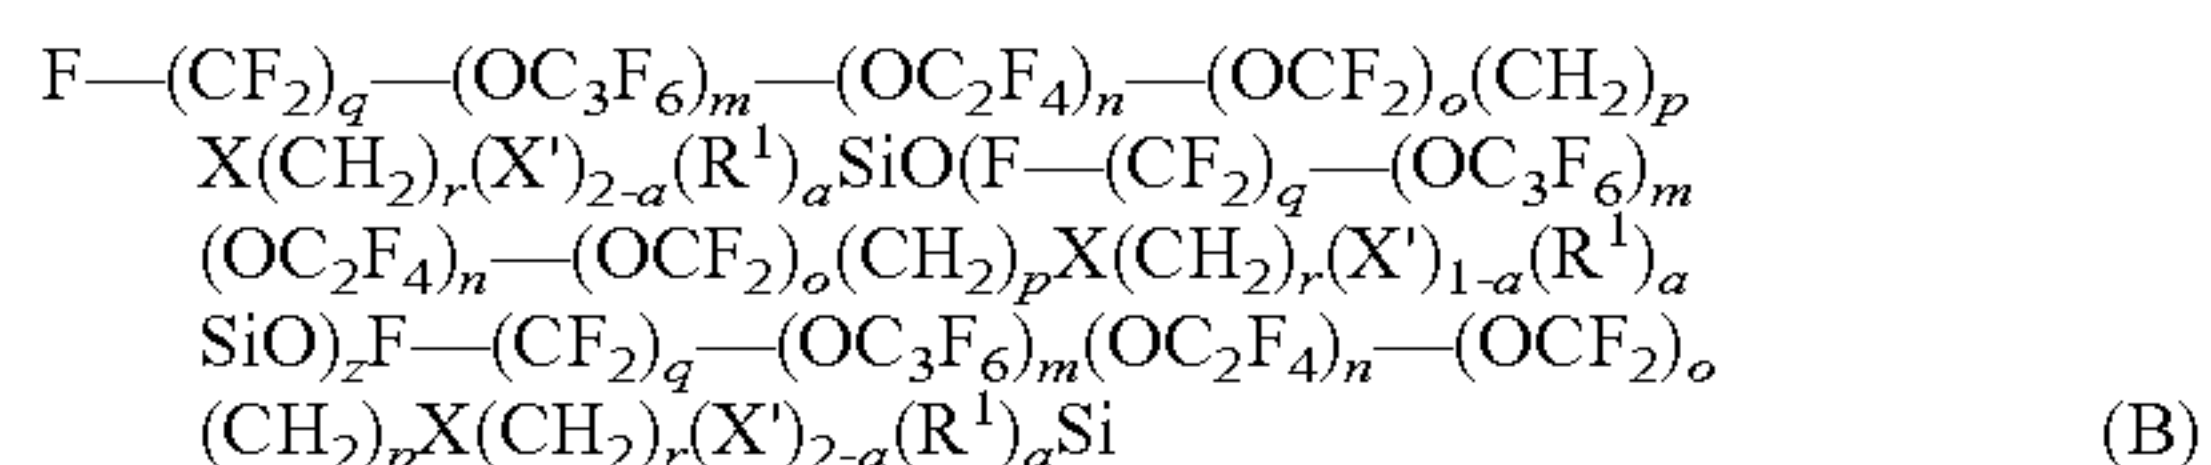 F—(CF₂)q—(OC₃F₆)m—(OC₂F₄)n—(OCF₂)o(CH₂)p
X(CH₂)r(X')₂₋ₐ(R¹)ₐSiO(F—(CF₂)q—(OC₃F₆)m
(OC₂F₄)n—(OCF₂)o(CH₂)pX(CH₂)r(X')₁₋ₐ(R¹)ₐ
SiO)zF—(CF₂)q—(OC₃F₆)m(OC₂F₄)n—(OCF₂)o
(CH₂)pX(CH₂)r(X')₂₋ₐ(R¹)ₐSi (B)